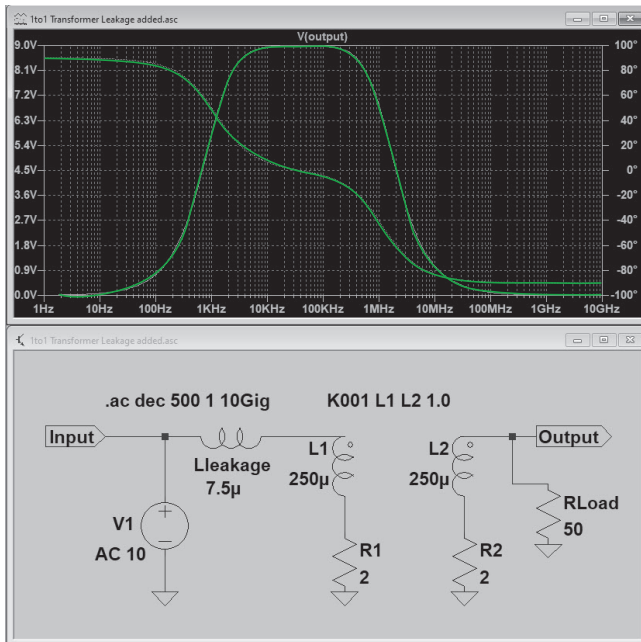 1to1 Transformer Leakage added.asc
V(output)
9.0V 100°
8.1V 80°
7.2V 60°
6.3V 40°
5.4V 20°
4.5V 0°
3.6V -20°
2.7V -40°
1.8V -60°
0.9V -80°
0.0V -100°
1Hz 10Hz 100Hz 1KHz 10KHz 100KHz 1MHz 10MHz 100MHz 1GHz 10GHz
1to1 Transformer Leakage added.asc
.ac dec 500 1 10Gig K001 L1 L2 1.0
Input L1 L2 Output
Lleakage 250µ 250µ
7.5µ RLoad
V1 50
AC 10 R1 R2
2 2